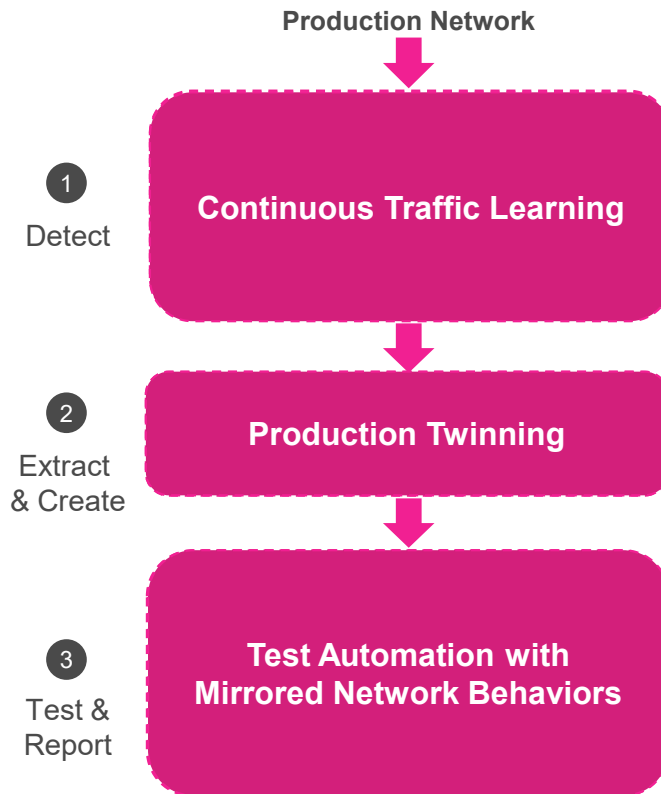 Production Network
1
Detect
Continuous Traffic Learning
2
Extract
& Create
Production Twinning
3
Test &
Report
Test Automation with
Mirrored Network Behaviors